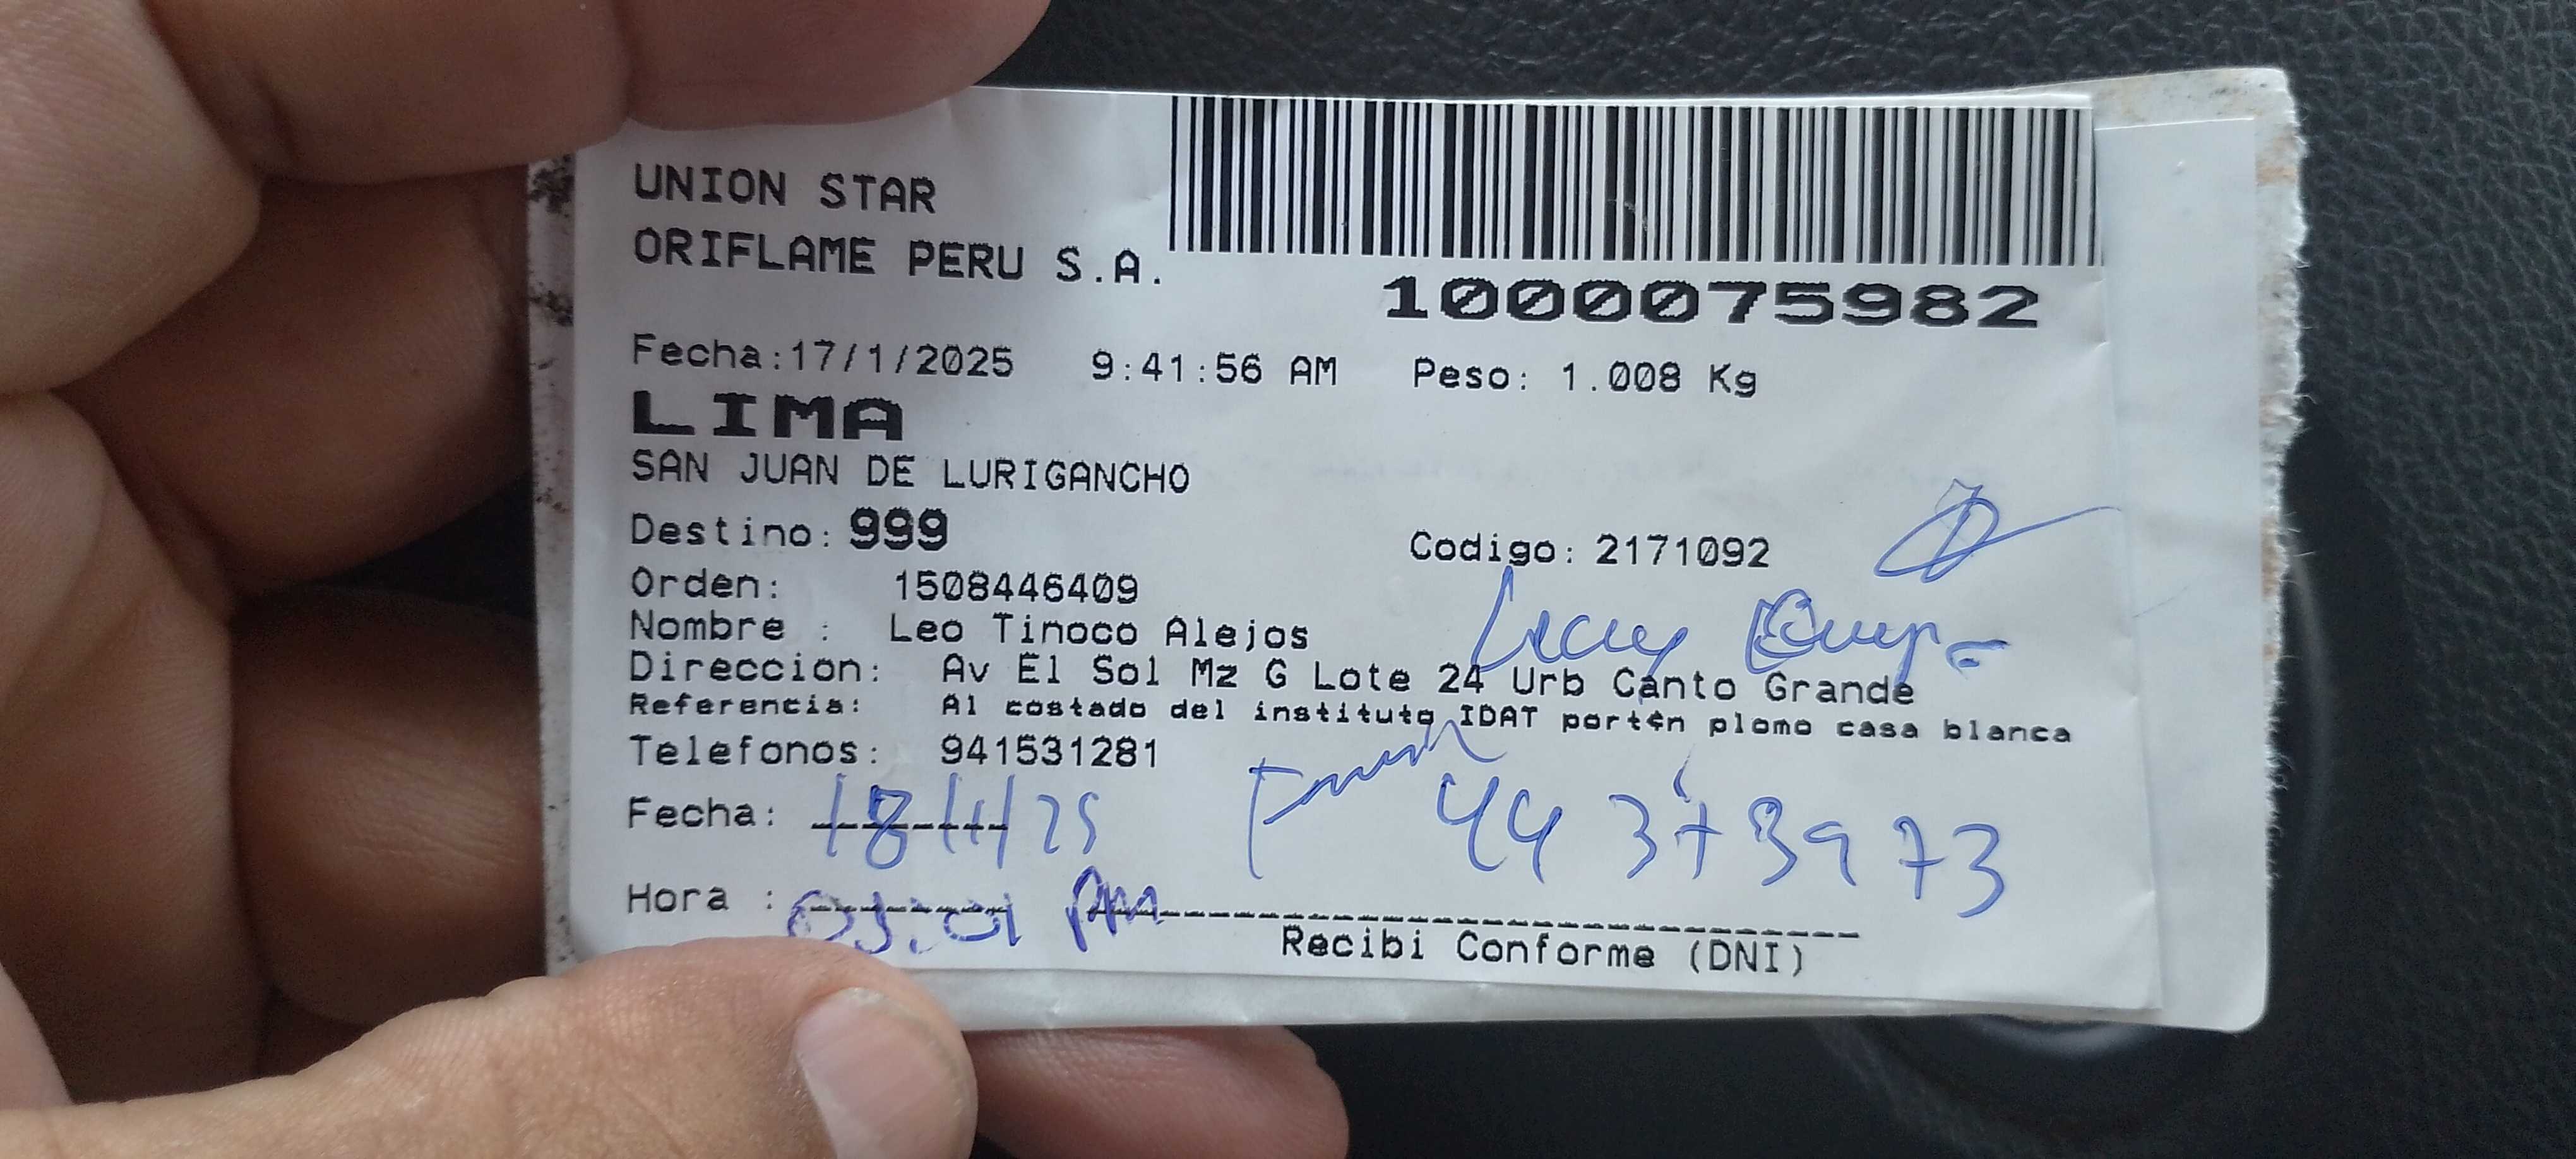 UNION STAR
ORIFLAME PERU S.A.
1000075982
Fecha:17/1/2025 9:41:56 AM Peso: 1.008 Kg
LIMA
SAN JUAN DE LURIGANCHO
Destino: 999 Codigo: 2171092
Orden: 1508446409
Nombre : Leo Tinoco Alejos
Direccion: Av El Sol Mz G Lote 24 Urb Canto Grande
Referencia: Al costado del instituto IDAT port¢n plomo casa blanca
Telefonos: 941531281
Fecha: 18/1/25 44373973
Hora :
Recibi Conforme (DNI)